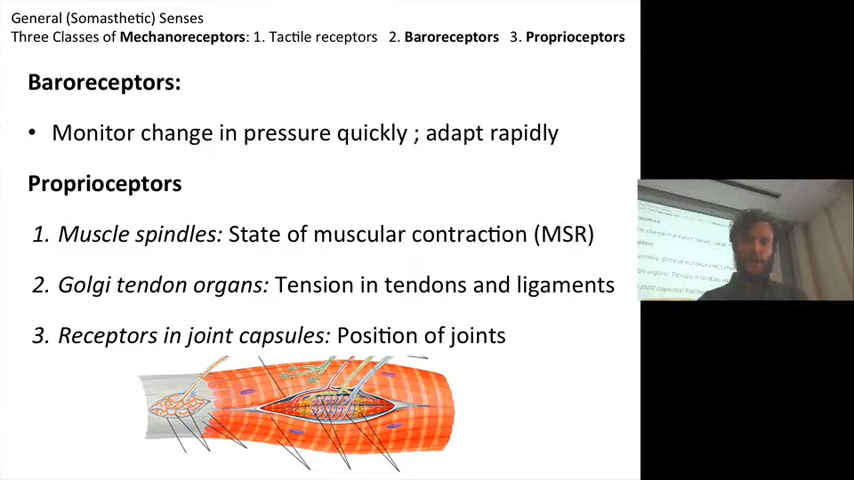 General (Somasthetic) Senses
Three Classes of Mechanoreceptors: 1. Tactile receptors 2. Baroreceptors 3. Proprioceptors
Baroreceptors:
• Monitor change in pressure quickly ; adapt rapidly
Proprioceptors
1. Muscle spindles: State of muscular contraction (MSR)
2. Golgi tendon organs: Tension in tendons and ligaments
3. Receptors in joint capsules: Position of joints